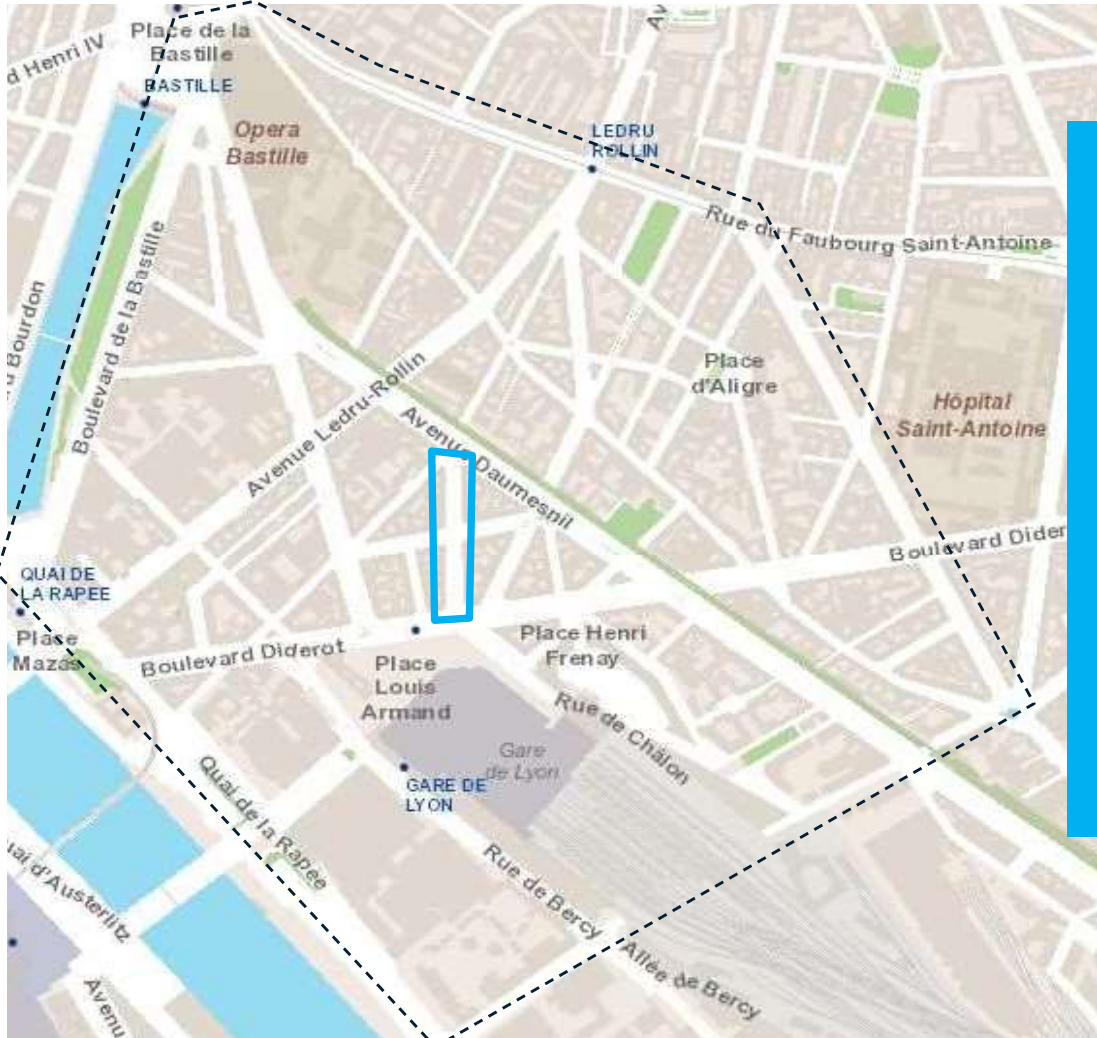 Place de la
Bastille
d Henri IV
BASTILLE
Av
Opera
Bastille
LEDRU
ROLLIN
Rue du Faubourg Saint-Antoine
Boulevard de la Bastille
d Bourdon
Place
d'Aligre
Avenue Ledru-Rollin
Avenue Daumesnil
Hôpital
Saint-Antoine
Boulevard Dider
QUAI DE
LA RAPEE
Place
Mazas
Boulevard Diderot
Place Henri
Frenay
Place
Louis
Armand
Rue de Châlon
Gare
de Lyon
GARE DE
LYON
Quai de la Rapée
uai d'Austerlitz
Rue de Bercy
Allée de Bercy
Avenu